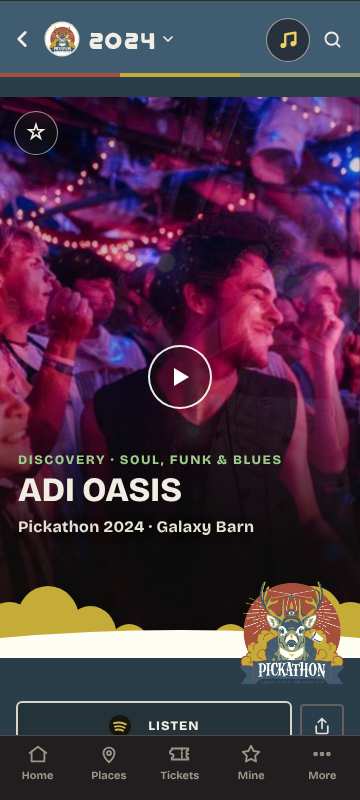 2024
DISCOVERY · SOUL, FUNK & BLUES
ADI OASIS
Pickathon 2024 · Galaxy Barn
PICKATHON
LISTEN
Home
Places
Tickets
Mine
More